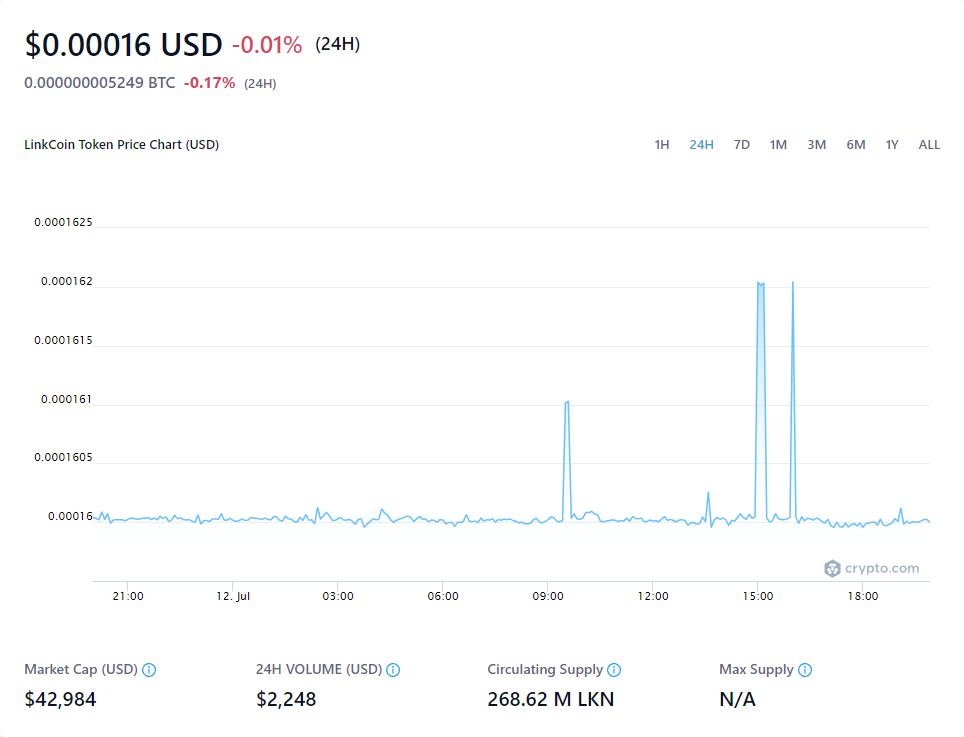 $0.00016 USD -0.01% (24H)
0.000000005249 BTC -0.17% (24H)
LinkCoin Token Price Chart (USD) 1H 24H 7D 1M 3M 6M 1Y ALL
0.0001625
0.000162
0.0001615
0.000161
0.0001605
0.00016
crypto.com
21:00 12. Jul 03:00 06:00 09:00 12:00 15:00 18:00
Market Cap (USD) 24H VOLUME (USD) Circulating Supply Max Supply
$42,984 $2,248 268.62 M LKN N/A